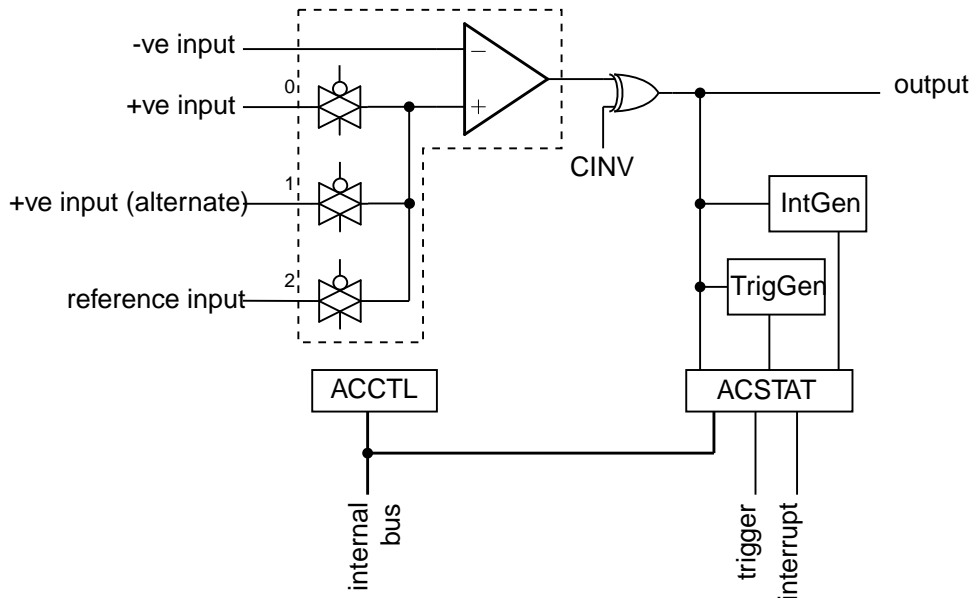 -ve input
−
output
0
+ve input
+
CINV
1
+ve input (alternate)
IntGen
2
reference input
TrigGen
ACCTL
ACSTAT
internal
bus
trigger
interrupt